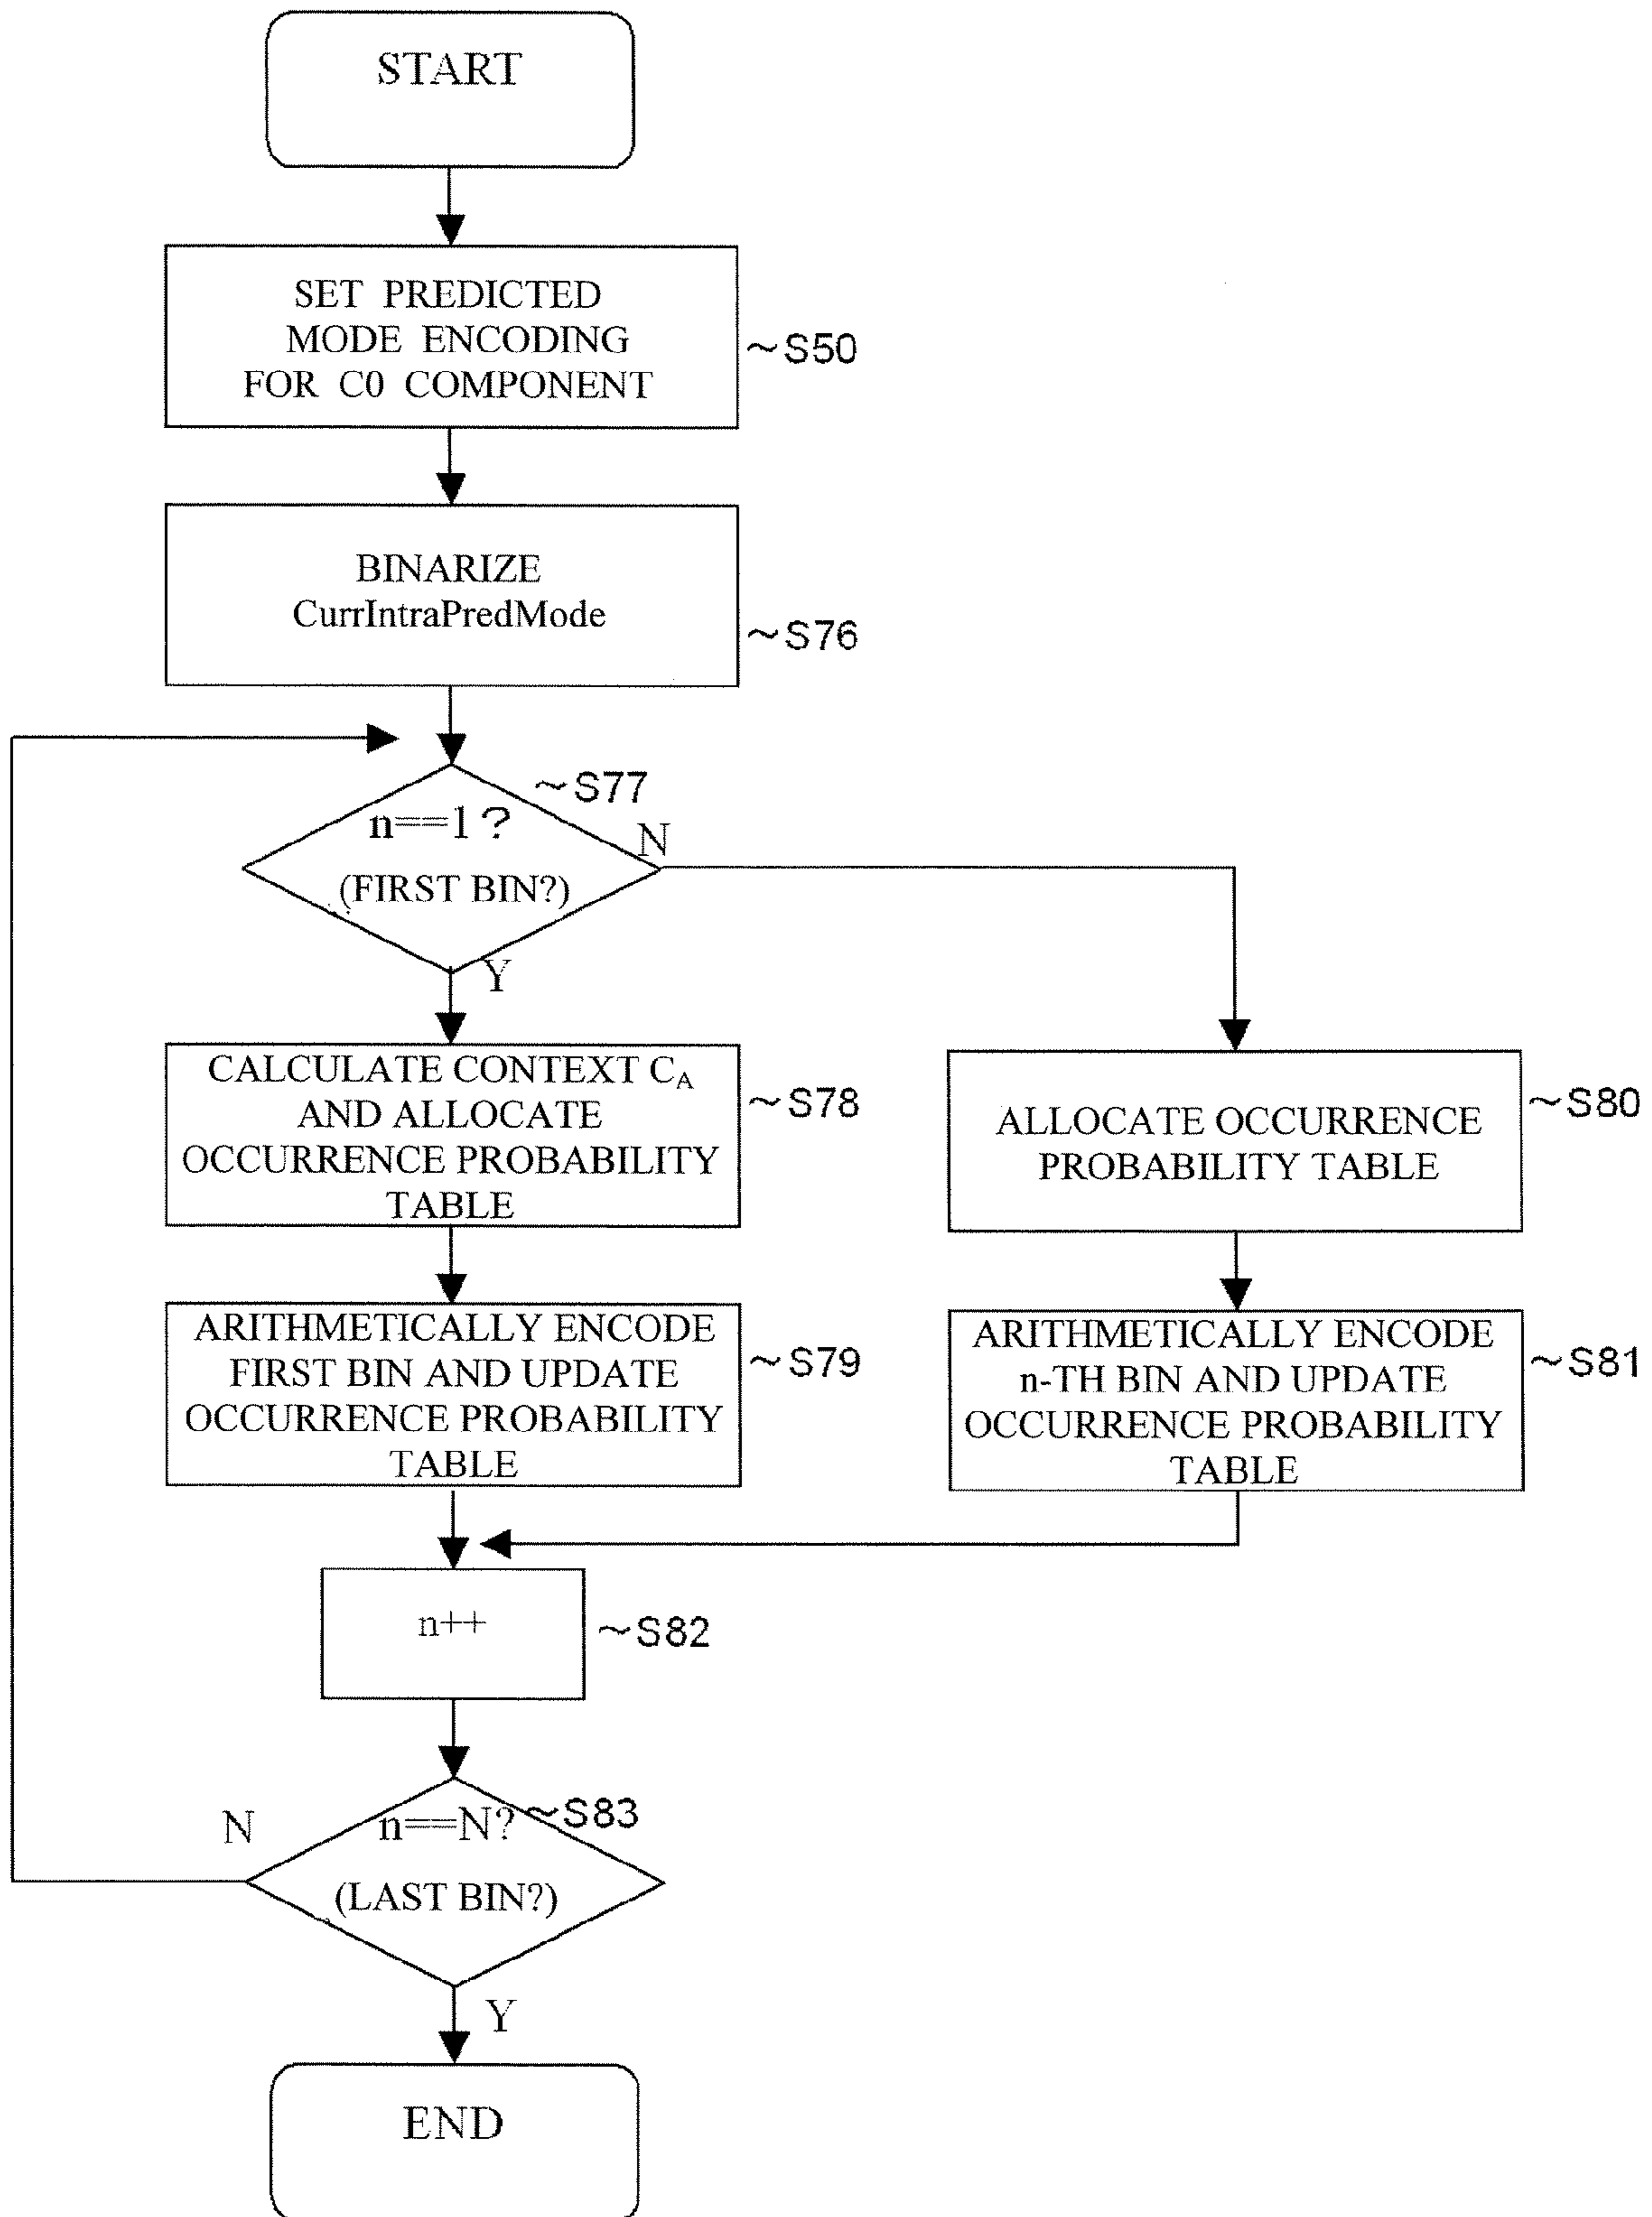 START
SET PREDICTED
MODE ENCODING
FOR C0 COMPONENT
~S50
BINARIZE
CurrIntraPredMode
~S76
~S77
n==1?
N
(FIRST BIN?)
Y
CALCULATE CONTEXT CA
AND ALLOCATE
OCCURRENCE PROBABILITY
TABLE
~S78
ALLOCATE OCCURRENCE
PROBABILITY TABLE
~S80
ARITHMETICALLY ENCODE
FIRST BIN AND UPDATE
OCCURRENCE PROBABILITY
TABLE
~S79
ARITHMETICALLY ENCODE
n-TH BIN AND UPDATE
OCCURRENCE PROBABILITY
TABLE
~S81
n++
~S82
N
n==N?
~S83
(LAST BIN?)
Y
END